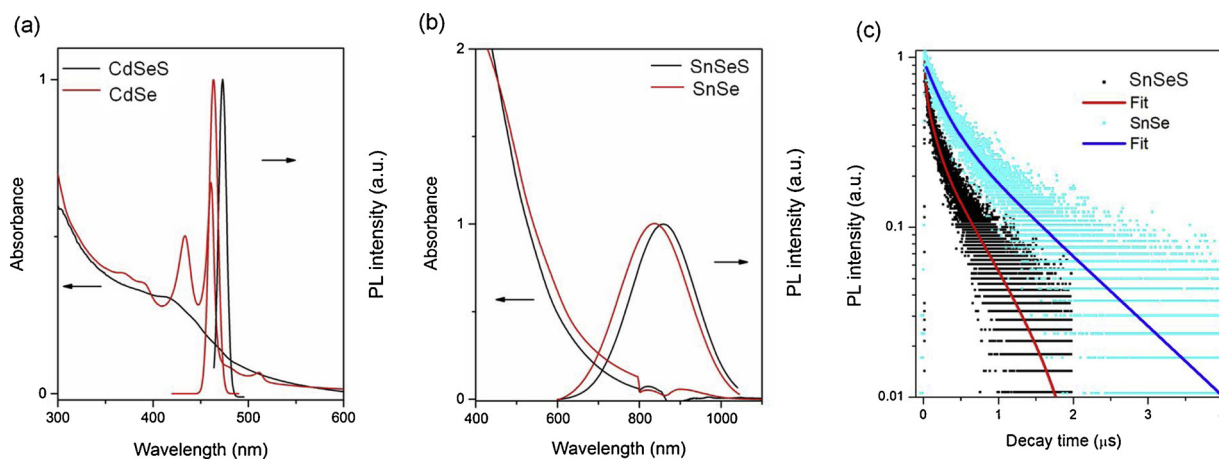 (a)
CdSeS
CdSe
1
0
300
400
500
600
Absorbance
PL intensity (a.u.)
Wavelength (nm)
(b)
SnSeS
SnSe
2
1
0
400
600
800
1000
Absorbance
PL intensity (a.u.)
Wavelength (nm)
(c)
SnSeS
Fit
SnSe
Fit
1
0.1
0.01
0
1
2
3
PL intensity (a.u.)
Decay time (μs)